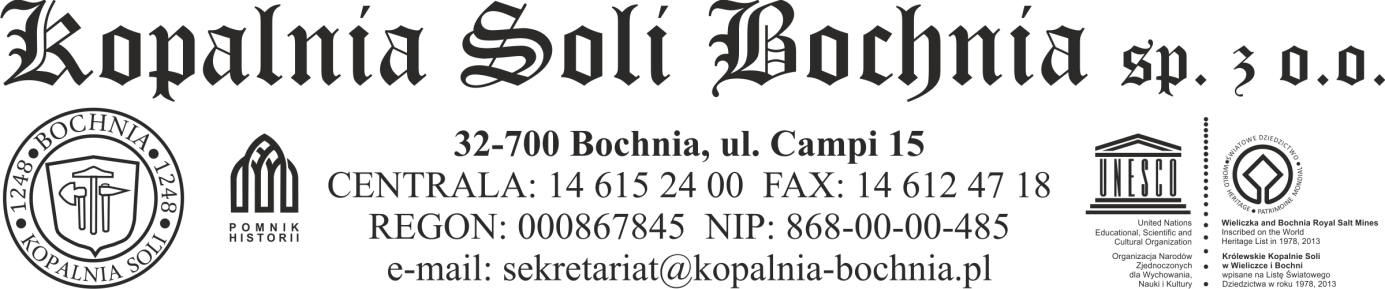 Kopalnia Soli Bochnia sp. z o.o.
1248 • BOCHNIA • 1248
• KOPALNIA SOLI •
POMNIK
HISTORII
32-700 Bochnia, ul. Campi 15
CENTRALA: 14 615 24 00 FAX: 14 612 47 18
REGON: 000867845 NIP: 868-00-00-485
e-mail: sekretariat@kopalnia-bochnia.pl
UNESCO
United Nations
Educational, Scientific and
Cultural Organization
Organizacja Narodów
Zjednoczonych
dla Wychowania,
Nauki i Kultury
ŚWIATOWE DZIEDZICTWO • WORLD HERITAGE • PATRIMOINE MONDIAL •
Wieliczka and Bochnia Royal Salt Mines
Inscribed on the World
Heritage List in 1978, 2013
Królewskie Kopalnie Soli
w Wieliczce i Bochni
wpisane na Listę Światowego
Dziedzictwa w roku 1978, 2013